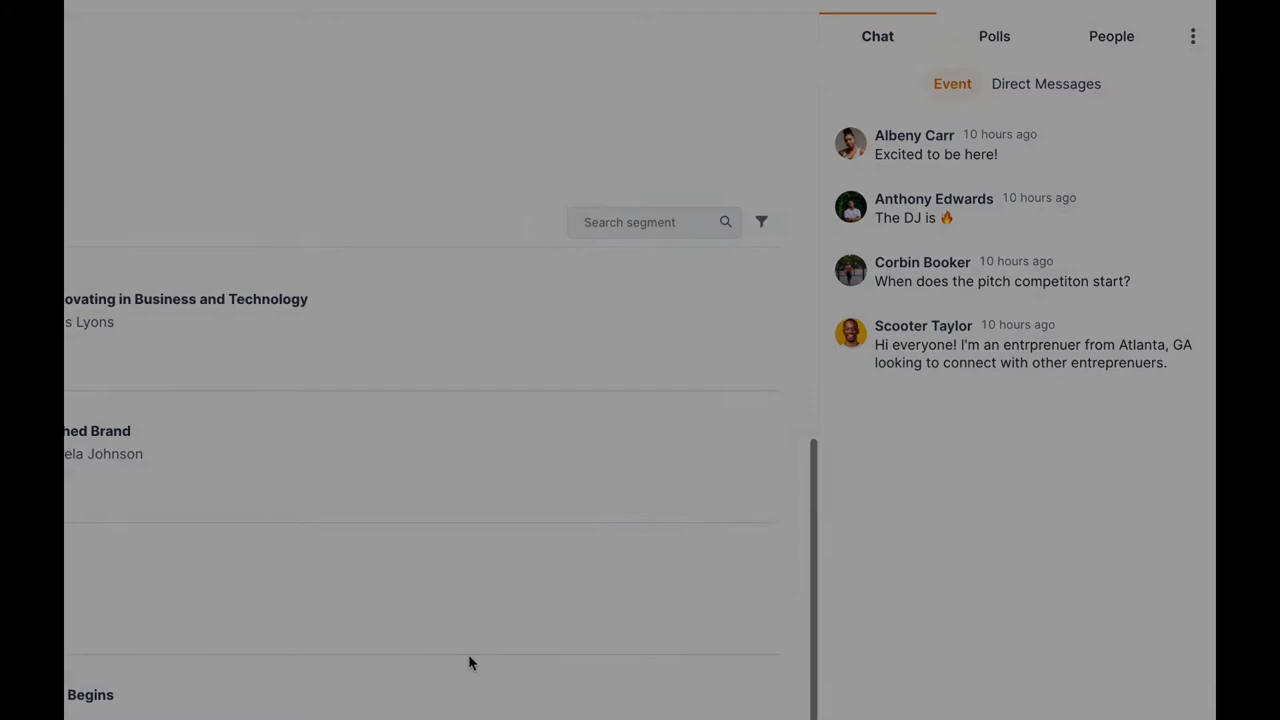 Chat
Polls
People
Event
Direct Messages
Albeny Carr 10 hours ago
Excited to be here!
Anthony Edwards 10 hours ago
The DJ is 🔥
Corbin Booker 10 hours ago
When does the pitch competiton start?
Scooter Taylor 10 hours ago
Hi everyone! I'm an entrprenuer from Atlanta, GA
looking to connect with other entreprenuers.
Search segment
ovating in Business and Technology
s Lyons
hed Brand
ela Johnson
Begins